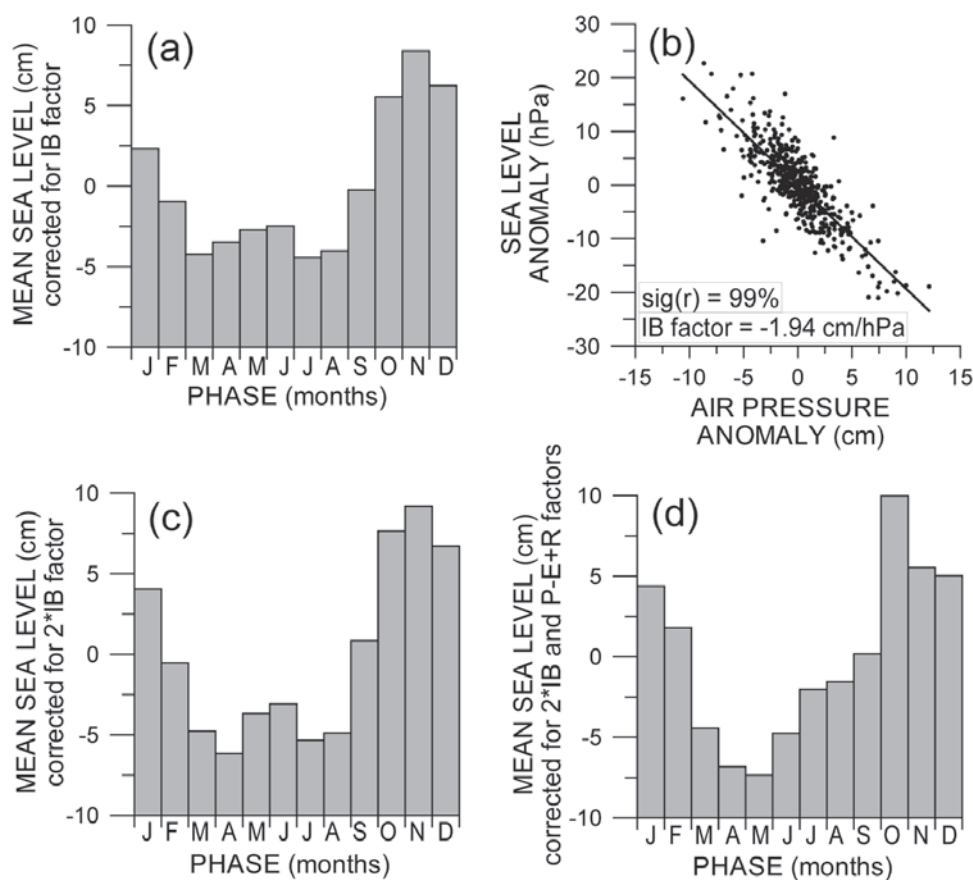 (a)
MEAN SEA LEVEL (cm)
corrected for IB factor
10
5
0
-5
-10
J F M A M J J A S O N D
PHASE (months)
(b)
SEA LEVEL
ANOMALY (hPa)
30
20
10
0
-10
-20
-30
sig(r) = 99%
IB factor = -1.94 cm/hPa
-15 -10 -5 0 5 10 15
AIR PRESSURE
ANOMALY (cm)
(c)
MEAN SEA LEVEL (cm)
corrected for 2*IB factor
10
5
0
-5
-10
J F M A M J J A S O N D
PHASE (months)
(d)
MEAN SEA LEVEL (cm)
corrected for 2*IB and P-E+R factors
10
5
0
-5
-10
J F M A M J J A S O N D
PHASE (months)